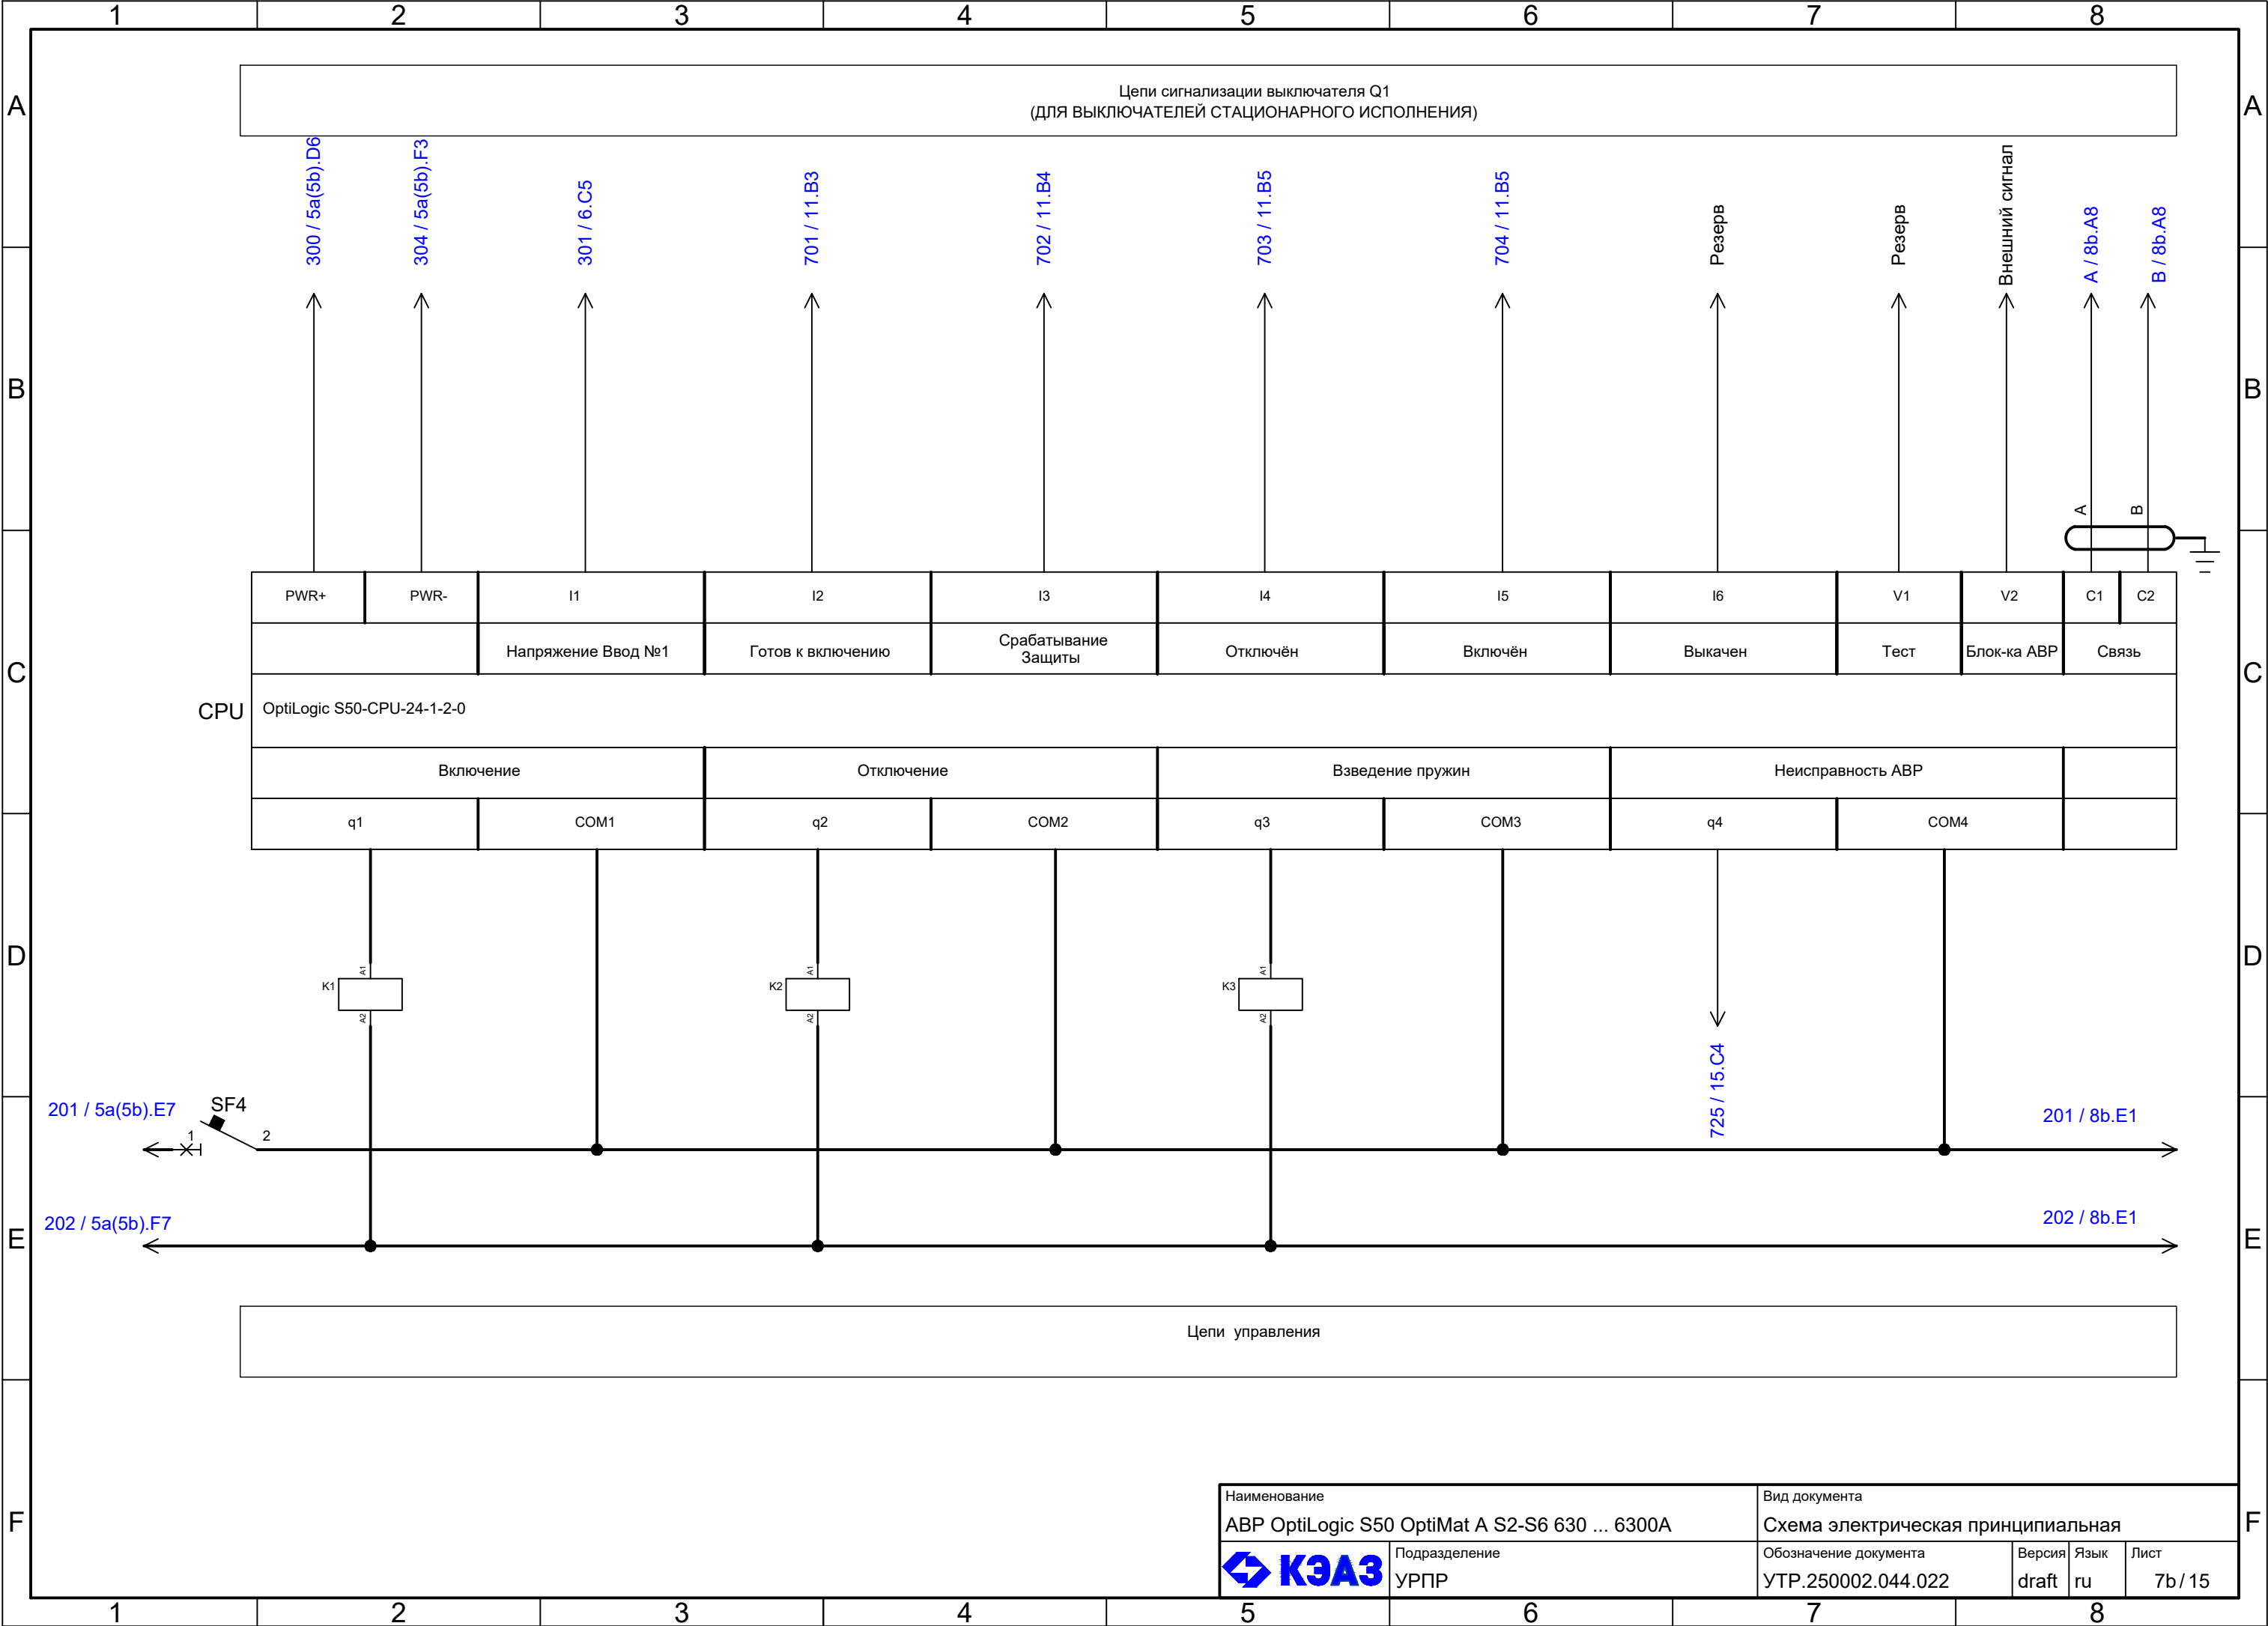 1 2 3 4 5 6 7 8
A A
Цепи сигнализации выключателя Q1
(ДЛЯ ВЫКЛЮЧАТЕЛЕЙ СТАЦИОНАРНОГО ИСПОЛНЕНИЯ)
300 / 5a(5b).D6
304 / 5a(5b).F3
301 / 6.C5
701 / 11.B3
702 / 11.B4
703 / 11.B5
704 / 11.B5
Резерв
Резерв
Внешний сигнал
A / 8b.A8
B / 8b.A8
B B
A B
PWR+ PWR- I1 I2 I3 I4 I5 I6 V1 V2 C1 C2
Напряжение Ввод №1 Готов к включению Срабатывание Защиты Отключён Включён Выкачен Тест Блок-ка АВР Связь
C C
CPU OptiLogic S50-CPU-24-1-2-0
Включение Отключение Взведение пружин Неисправность АВР
q1 COM1 q2 COM2 q3 COM3 q4 COM4
D D
K1 A1 A2
K2 A1 A2
K3 A1 A2
725 / 15.C4
201 / 5a(5b).E7 SF4 1 2 201 / 8b.E1
202 / 5a(5b).F7 202 / 8b.E1
E E
Цепи управления
F F
Наименование Вид документа
АВР OptiLogic S50 OptiMat A S2-S6 630 ... 6300А Схема электрическая принципиальная
КЭАЗ Подразделение Обозначение документа Версия Язык Лист
УРПР УТР.250002.044.022 draft ru 7b / 15
1 2 3 4 5 6 7 8